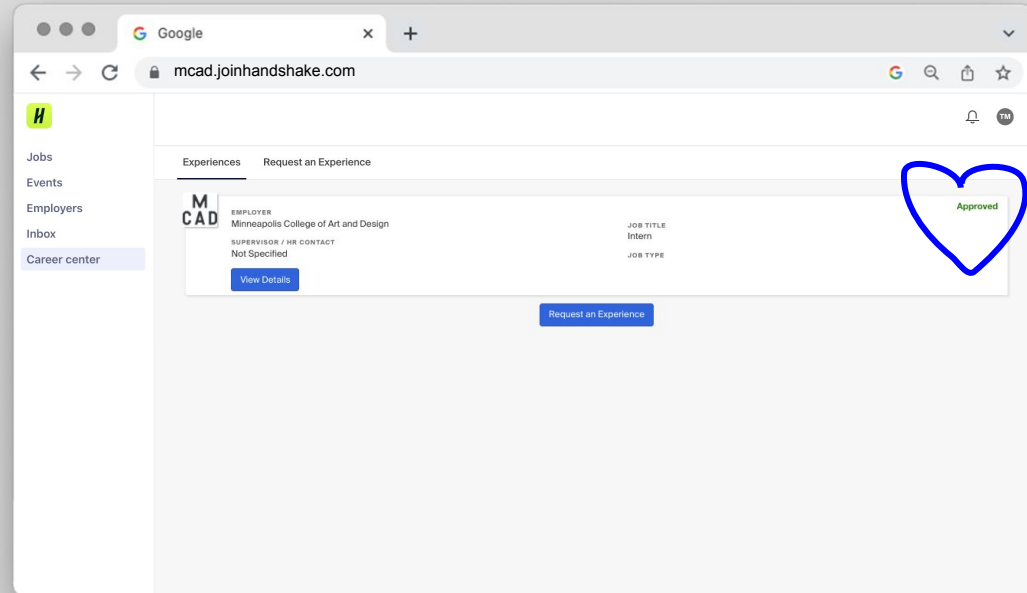 Google
mcad.joinhandshake.com
H
TM
Jobs
Events
Employers
Inbox
Career center
Experiences Request an Experience
M
CAD
EMPLOYER
Minneapolis College of Art and Design
SUPERVISOR / HR CONTACT
Not Specified
View Details
JOB TITLE
Intern
JOB TYPE
Approved
Request an Experience